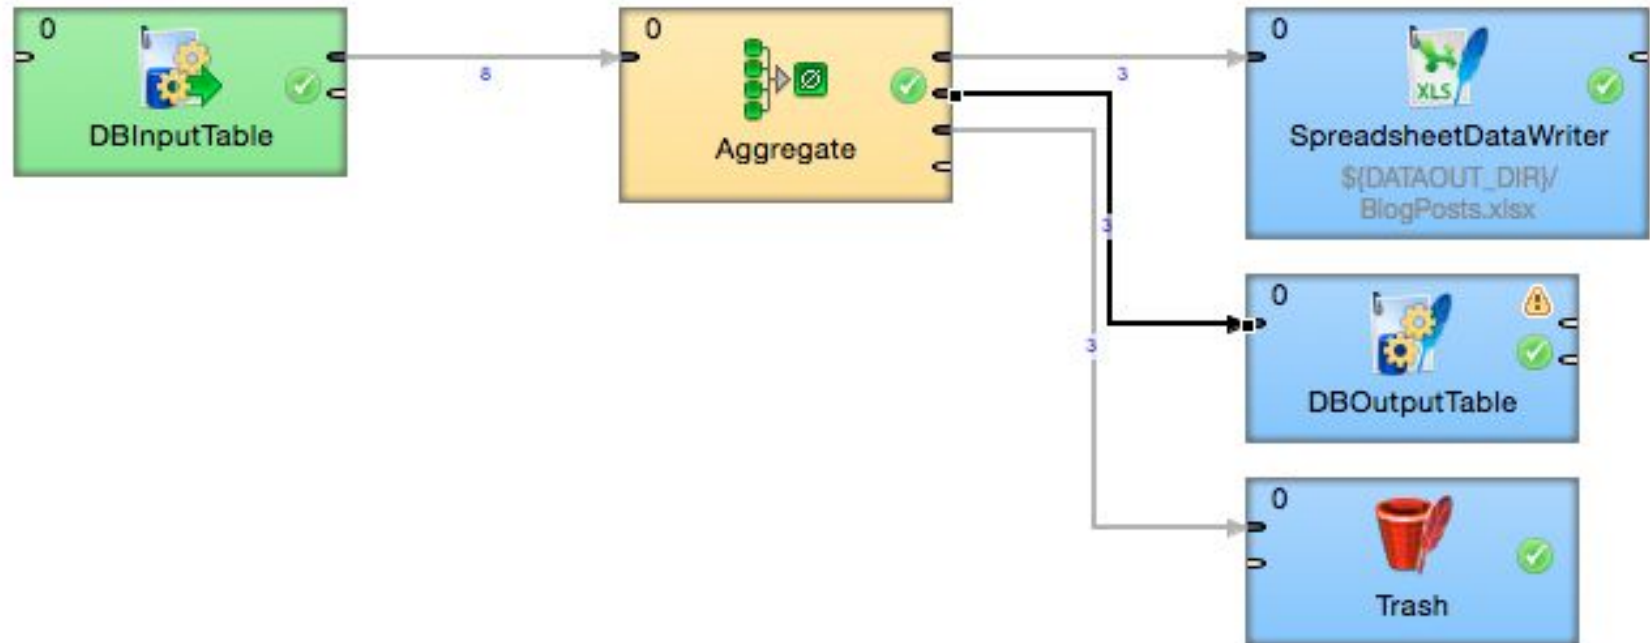 0
DBInputTable
8
0
Aggregate
3
3
3
0
XLS
SpreadsheetDataWriter
${DATAOUT_DIR}/
BlogPosts.xlsx
0
DBOutputTable
0
Trash